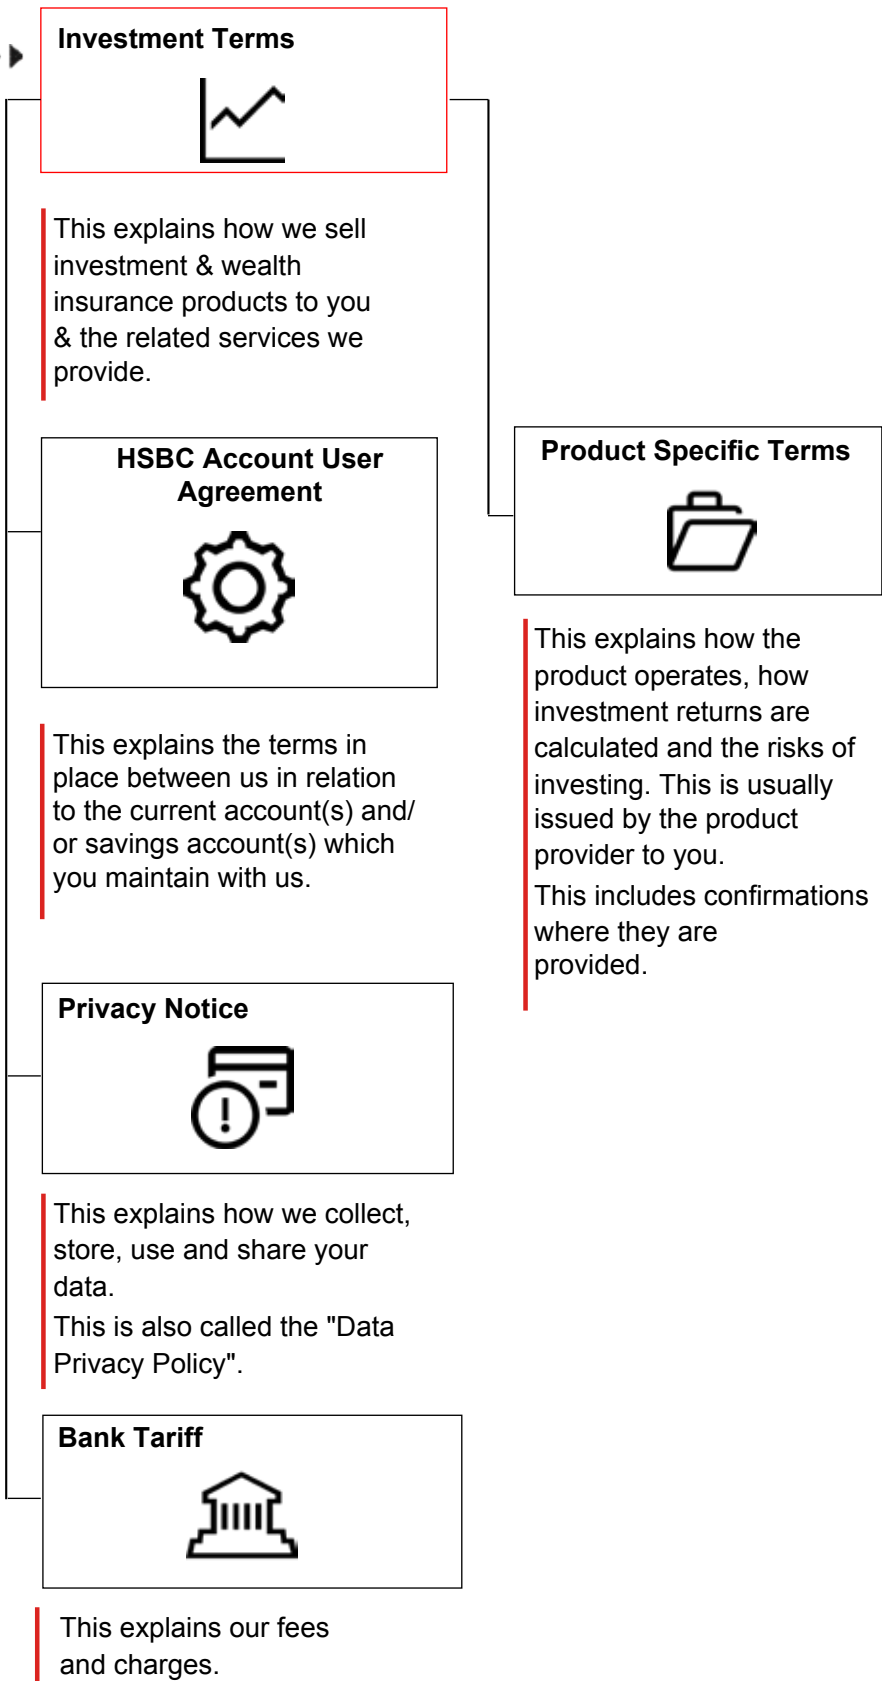 Investment Terms
This explains how we sell
investment & wealth
insurance products to you
& the related services we
provide.
HSBC Account User
Agreement
This explains the terms in
place between us in relation
to the current account(s) and/
or savings account(s) which
you maintain with us.
Product Specific Terms
This explains how the
product operates, how
investment returns are
calculated and the risks of
investing. This is usually
issued by the product
provider to you.
This includes confirmations
where they are
provided.
Privacy Notice
This explains how we collect,
store, use and share your
data.
This is also called the "Data
Privacy Policy".
Bank Tariff
This explains our fees
and charges.